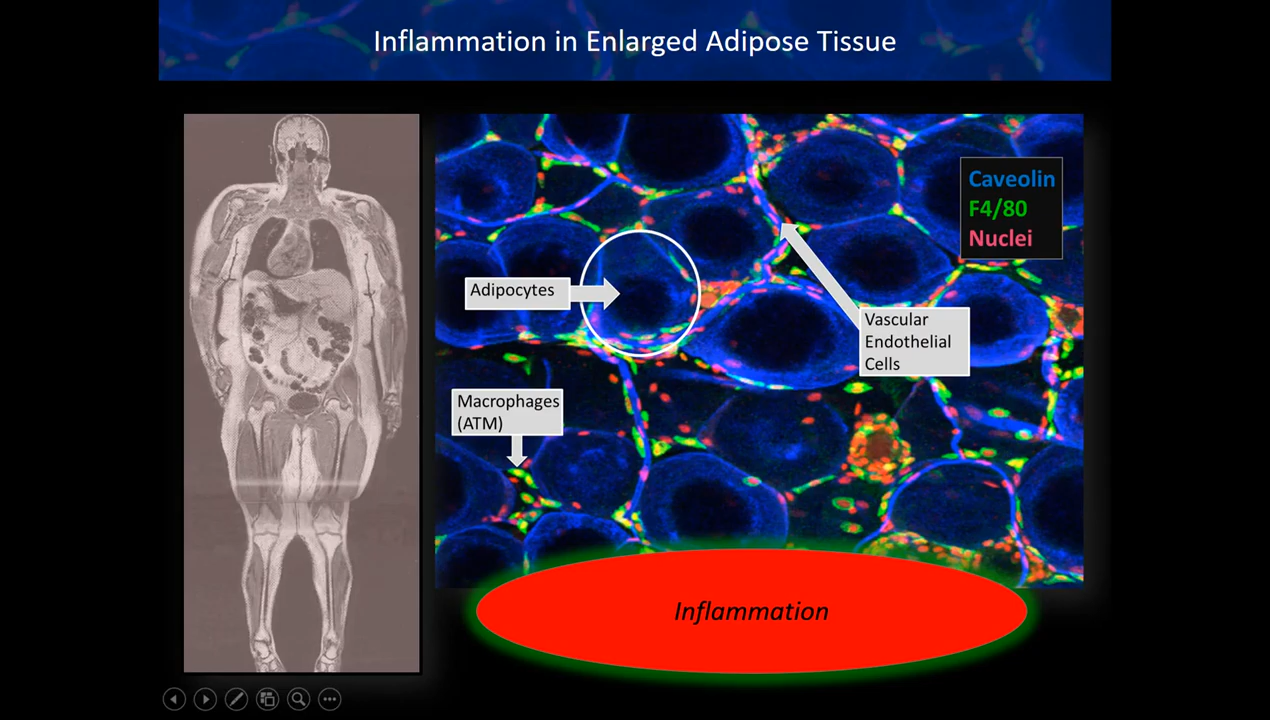 Inflammation in Enlarged Adipose Tissue
Caveolin
F4/80
Nuclei
Adipocytes
Vascular
Endothelial
Cells
Macrophages
(ATM)
Inflammation